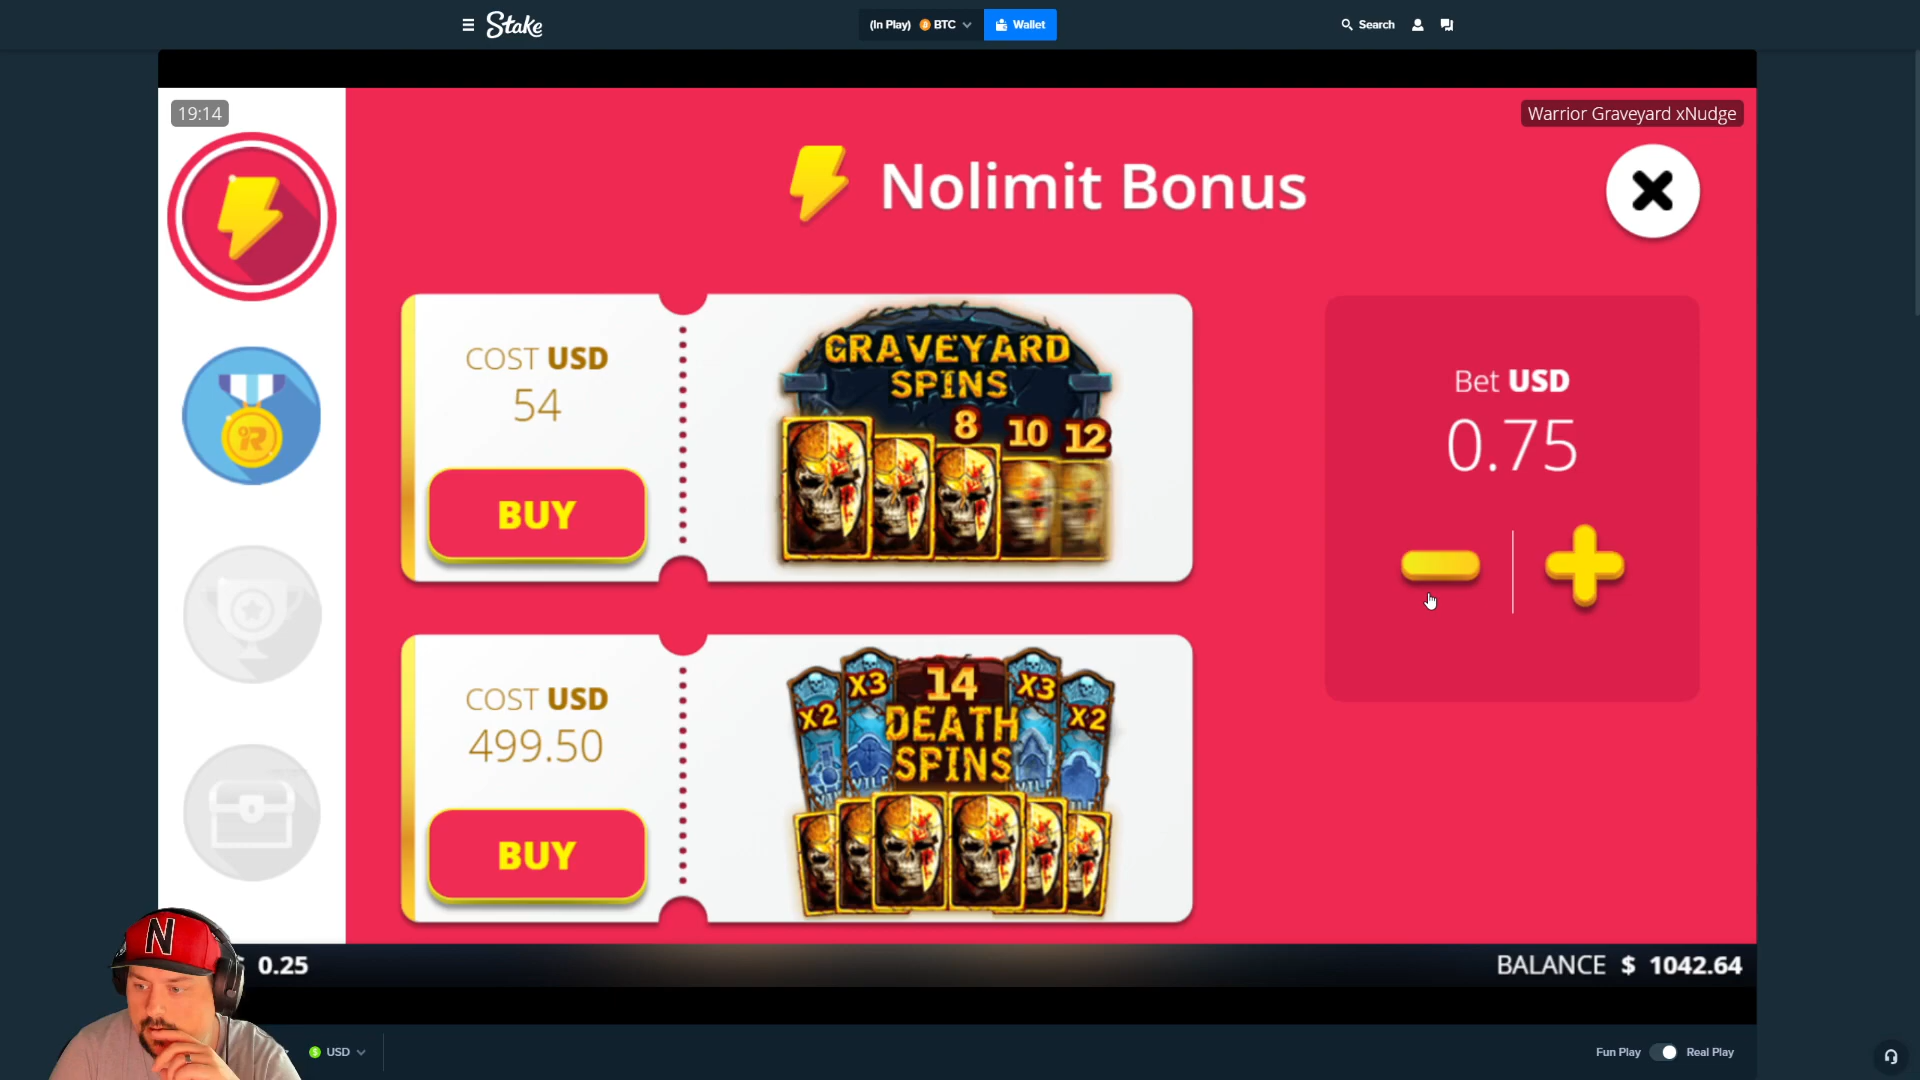 Stake
(In Play) BTC
Wallet
Search
19:14
Warrior Graveyard xNudge
Nolimit Bonus
COST USD
54
BUY
GRAVEYARD
SPINS
8 10 12
Bet USD
0.75
COST USD
499.50
BUY
X2 X3 14 X3 X2
DEATH
SPINS
WILD
N
0.25
BALANCE $ 1042.64
USD
Fun Play
Real Play